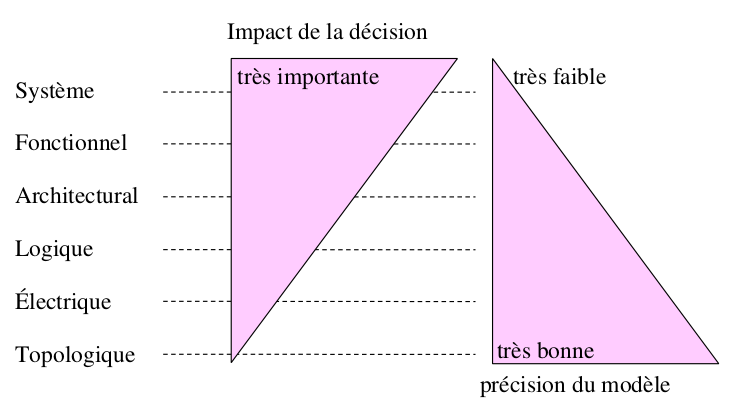 Impact de la décision
très importante
très faible
Système
Fonctionnel
Architectural
Logique
Électrique
Topologique
très bonne
précision du modèle